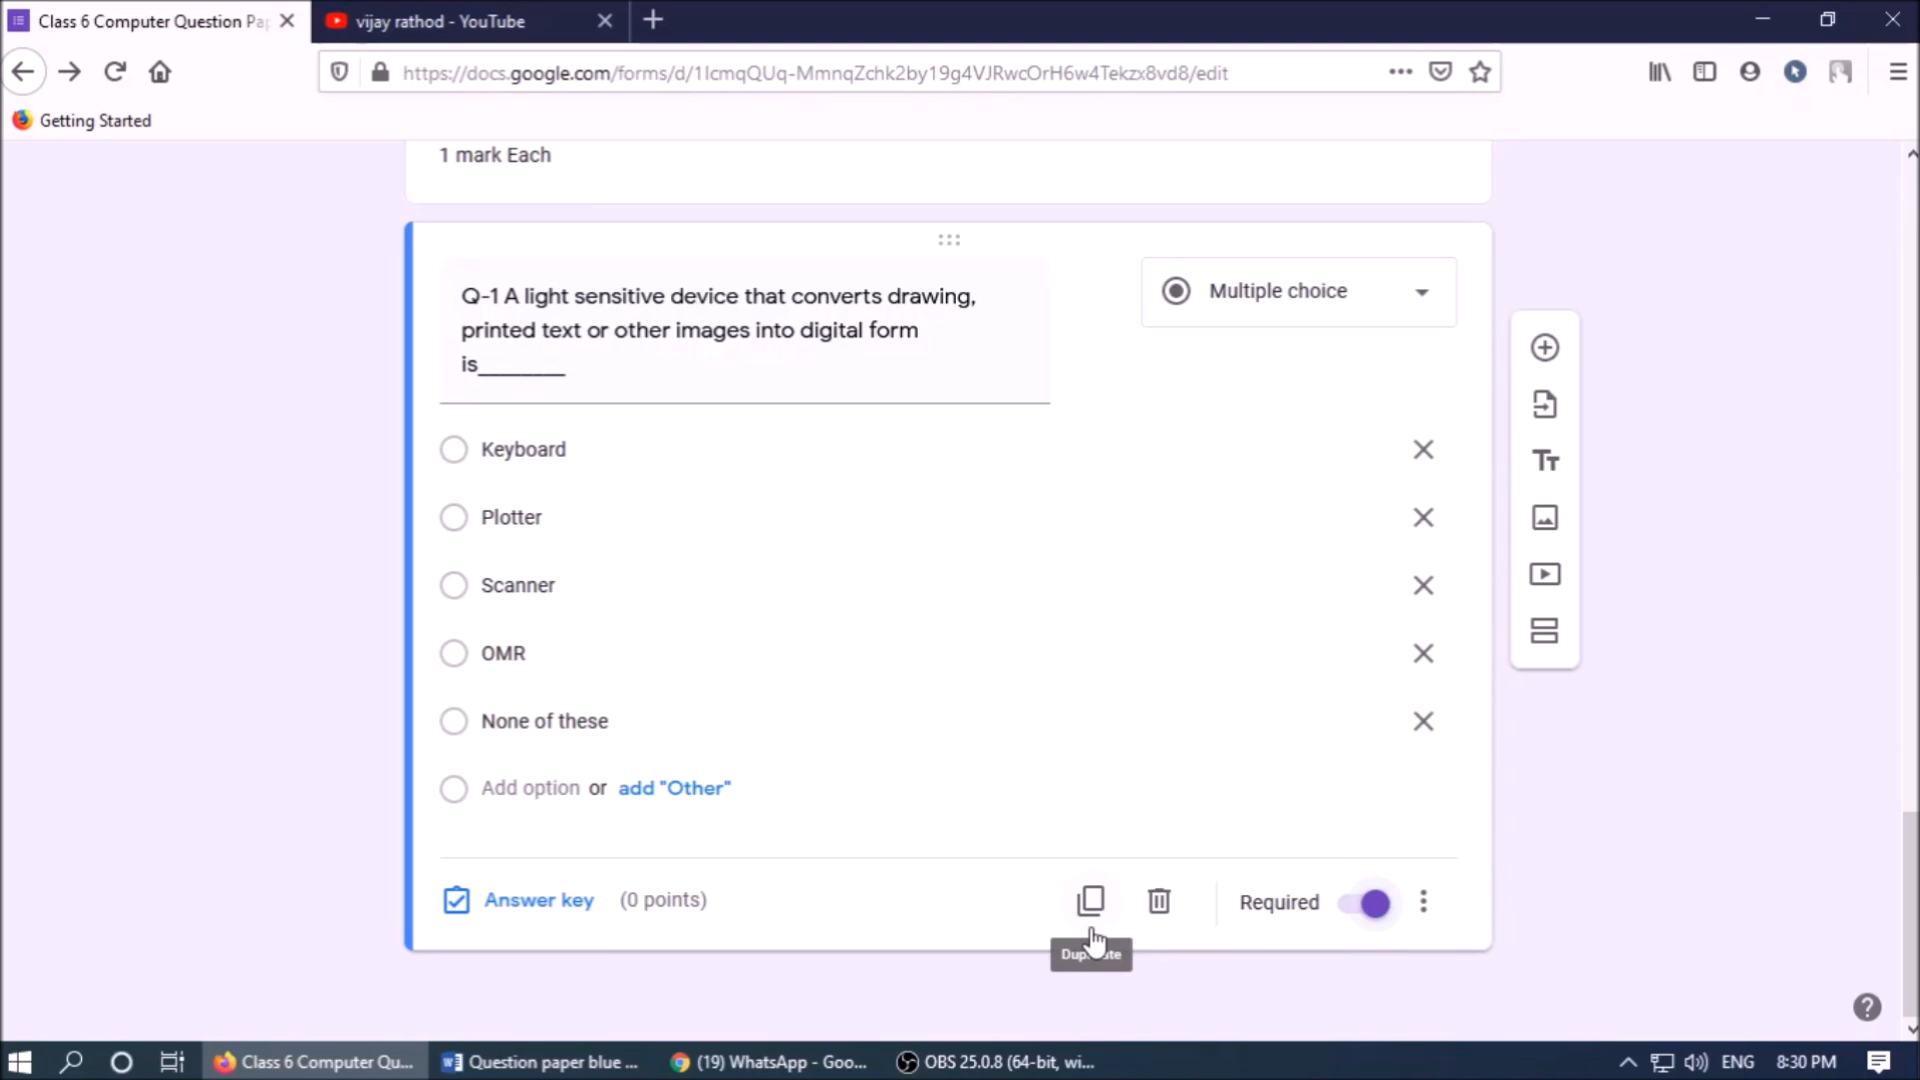 Class 6 Computer Question Pap
vijay rathod - YouTube
https://docs.google.com/forms/d/1IcmqQUq-MmnqZchk2by19g4VJRwcOrH6w4Tekzx8vd8/edit
Getting Started
1 mark Each
Q-1 A light sensitive device that converts drawing,
printed text or other images into digital form
is________
Multiple choice
Keyboard
Plotter
Scanner
OMR
None of these
Add option or add "Other"
Answer key (0 points)
Required
Class 6 Computer Qu...
Question paper blue ...
(19) WhatsApp - Goo...
OBS 25.0.8 (64-bit, wi...
ENG
8:30 PM